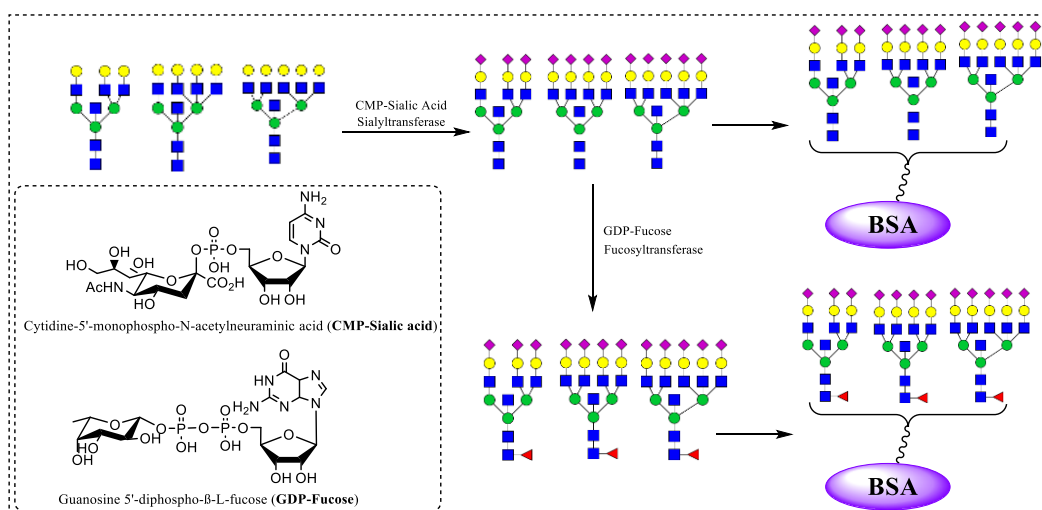 CMP-Sialic Acid
Sialyltransferase
GDP-Fucose
Fucosyltransferase
BSA
NH2
N
N
O
O
O
P
O
OH
O
OH OH
HO
OH
OH
HO
O
CO2H
AcHN
HO
Cytidine-5'-monophospho-N-acetylneuraminic acid (CMP-Sialic acid)
O
HN
N
H2N
N
N
O
O
O
P
O
P
O
OH
OH
O
O
OH
HO
OH
OH OH
Guanosine 5'-diphospho-ß-L-fucose (GDP-Fucose)
BSA